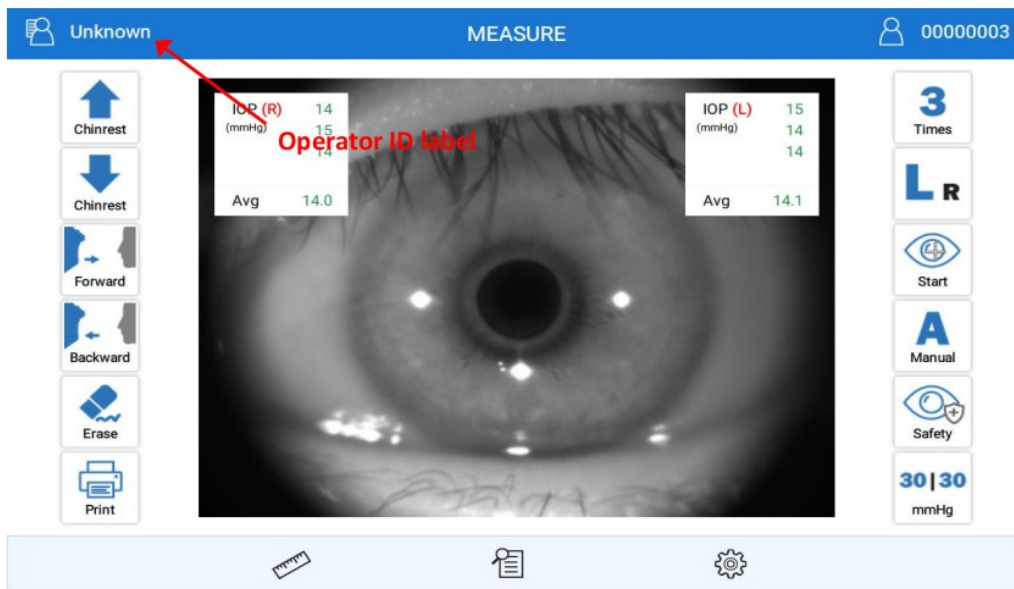 Unknown
MEASURE
00000003
Chinrest
Chinrest
Forward
Backward
Erase
Print
IOP (R) 14
(mmHg) 15
14
Avg 14.0
Operator ID label
IOP (L) 15
(mmHg) 14
14
Avg 14.1
3
Times
L R
Start
A
Manual
Safety
30|30
mmHg